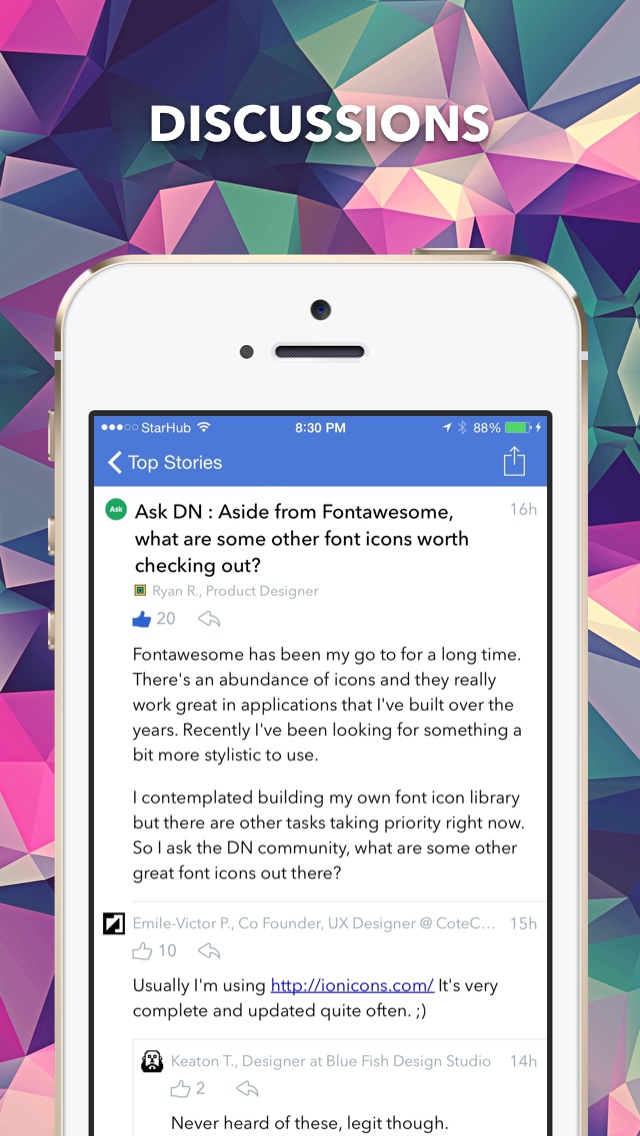 DISCUSSIONS
StarHub 8:30 PM 88%
Top Stories
Ask Ask DN : Aside from Fontawesome, 16h
what are some other font icons worth
checking out?
Ryan R., Product Designer
20
Fontawesome has been my go to for a long time.
There's an abundance of icons and they really
work great in applications that I've built over the
years. Recently I've been looking for something a
bit more stylistic to use.
I contemplated building my own font icon library
but there are other tasks taking priority right now.
So I ask the DN community, what are some other
great font icons out there?
Emile-Victor P., Co Founder, UX Designer @ CoteC... 15h
10
Usually I'm using http://ionicons.com/ It's very
complete and updated quite often. ;)
Keaton T., Designer at Blue Fish Design Studio 14h
2
Never heard of these, legit though.